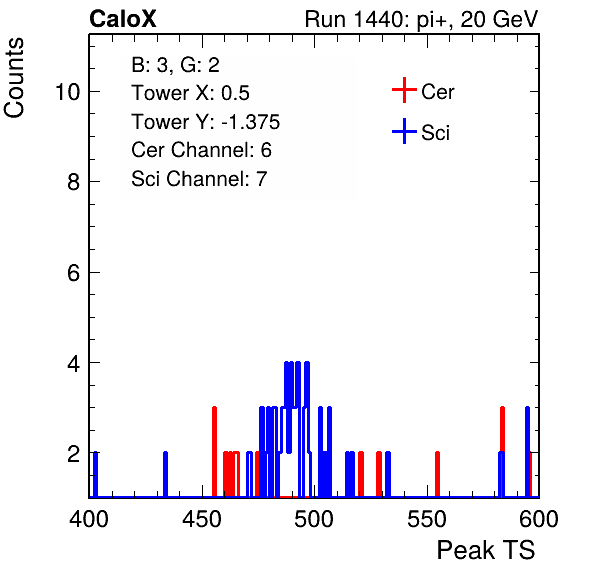 CaloX Run 1440: pi+, 20 GeV
Counts
B: 3, G: 2
Tower X: 0.5
Tower Y: -1.375
Cer Channel: 6
Sci Channel: 7
Cer
Sci
10
8
6
4
2
400 450 500 550 600
Peak TS